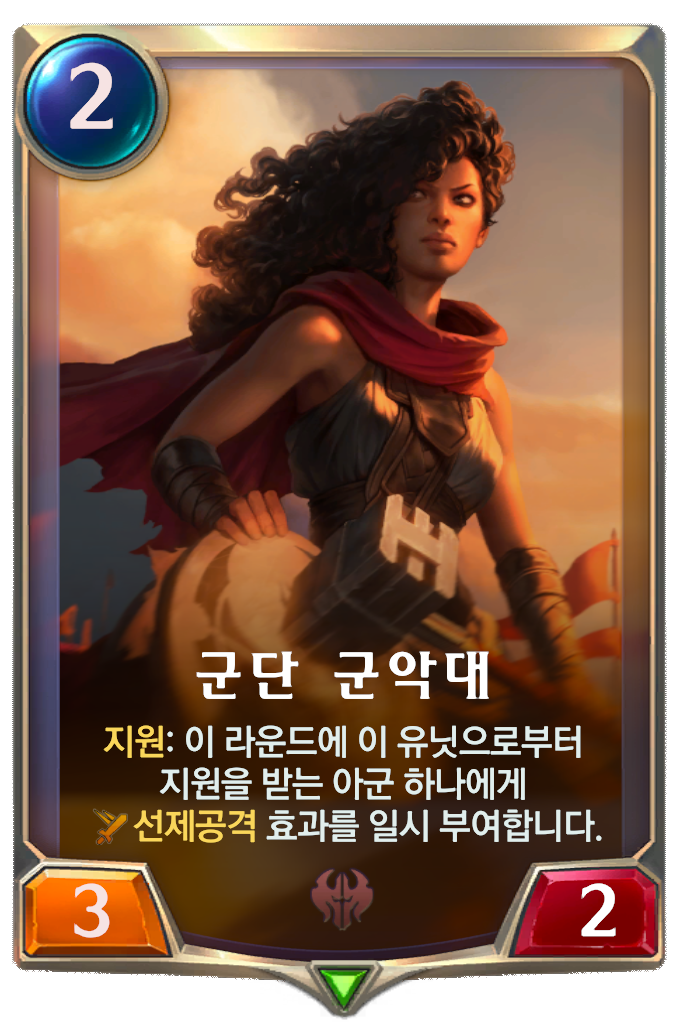 2
군단 군악대
지원: 이 라운드에 이 유닛으로부터
지원을 받는 아군 하나에게
선제공격 효과를 일시 부여합니다.
3
2